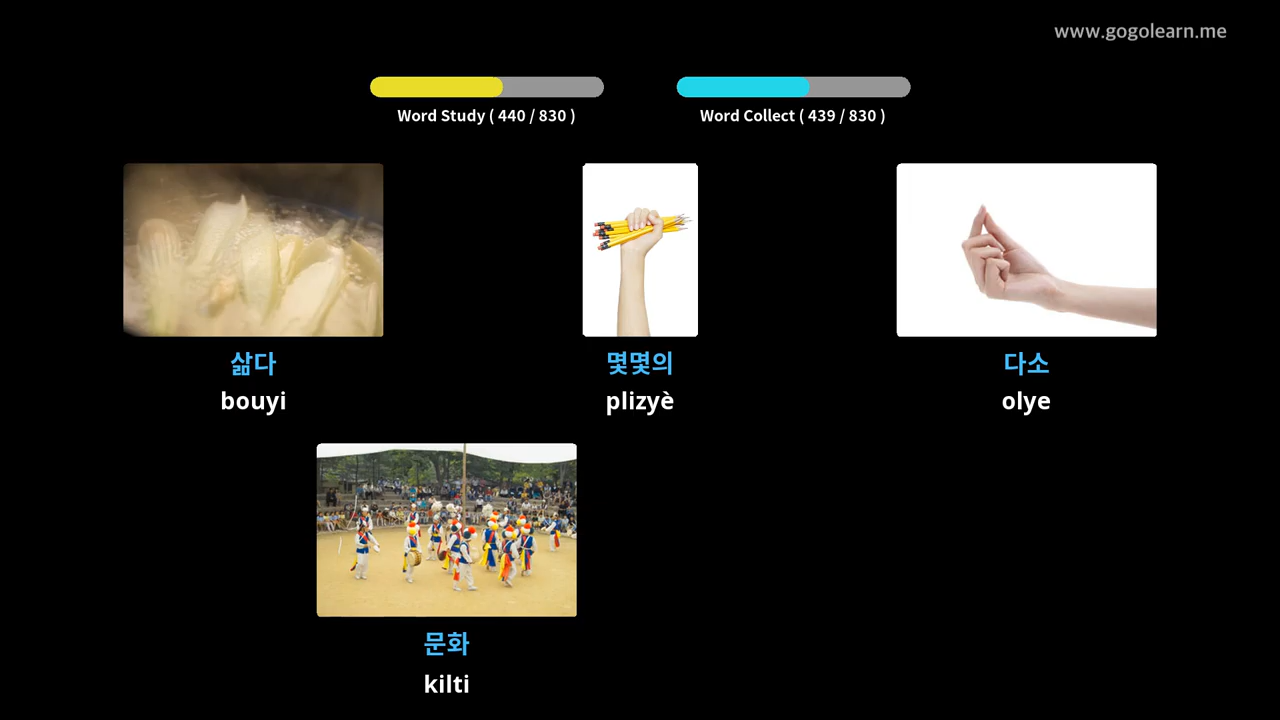 www.gogolearn.me
Word Study ( 440 / 830 )
Word Collect ( 439 / 830 )
삶다
bouyi
몇몇의
plizyè
다소
olye
문화
kilti